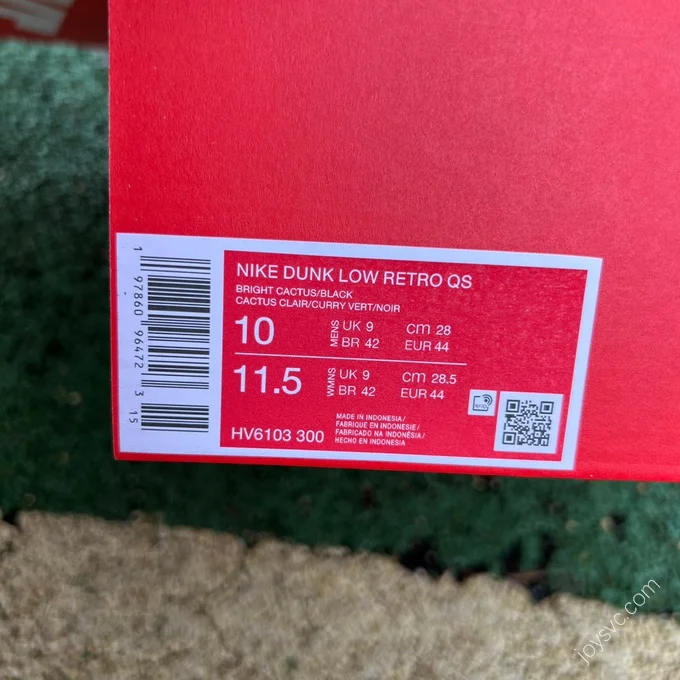 NIKE DUNK LOW RETRO QS
BRIGHT CACTUS/BLACK
CACTUS CLAIR/CURRY VERT/NOIR
10 MENS UK 9 CM 28
BR 42 EUR 44
11.5 WMNS UK 9 CM 28.5
BR 42 EUR 44
HV6103 300
MADE IN INDONESIA/
FABRIQUE EN INDONESIE/
FABRICADO NA INDONÉSIA/
HECHO EN INDONESIA
1 97860 96472 3 15
joysvc.com